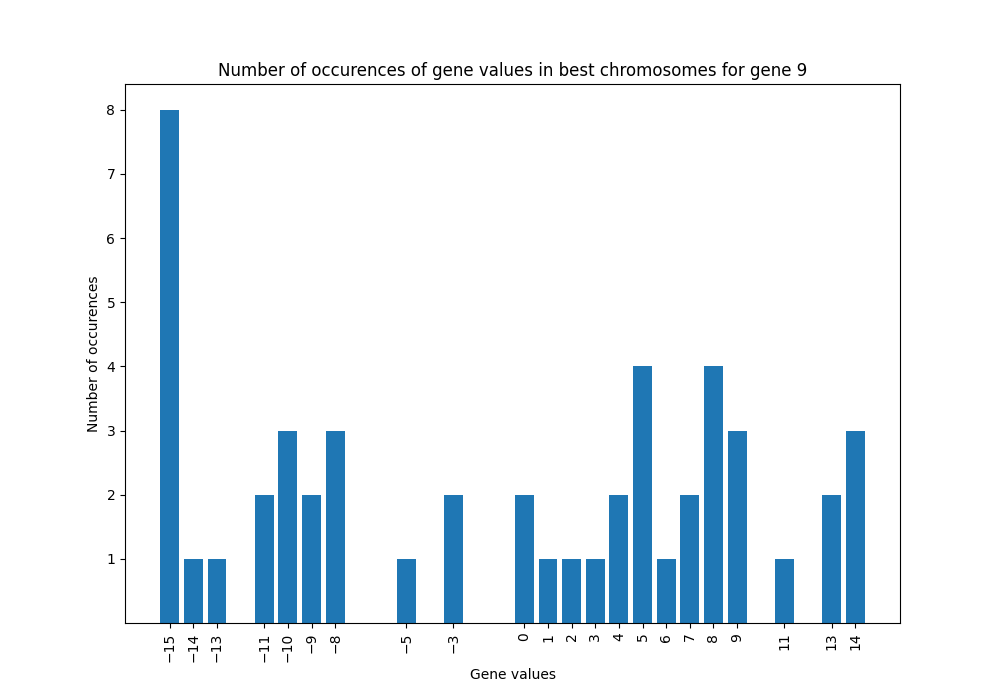 Number of occurences of gene values in best chromosomes for gene 9
Number of occurences
8
7
6
5
4
3
2
1
−15 −14 −13 −11 −10 −9 −8 −5 −3 0 1 2 3 4 5 6 7 8 9 11 13 14
Gene values